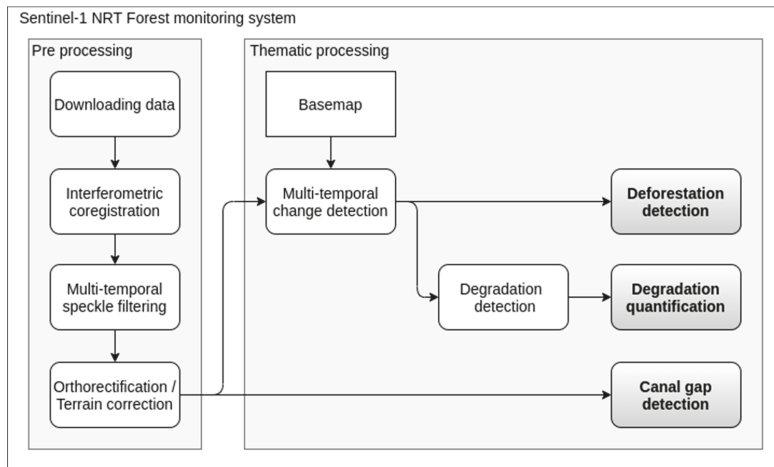 Sentinel-1 NRT Forest monitoring system
Pre processing
Downloading data
Interferometric
coregistration
Multi-temporal
speckle filtering
Orthorectification /
Terrain correction
Thematic processing
Basemap
Multi-temporal
change detection
Deforestation
detection
Degradation
detection
Degradation
quantification
Canal gap
detection